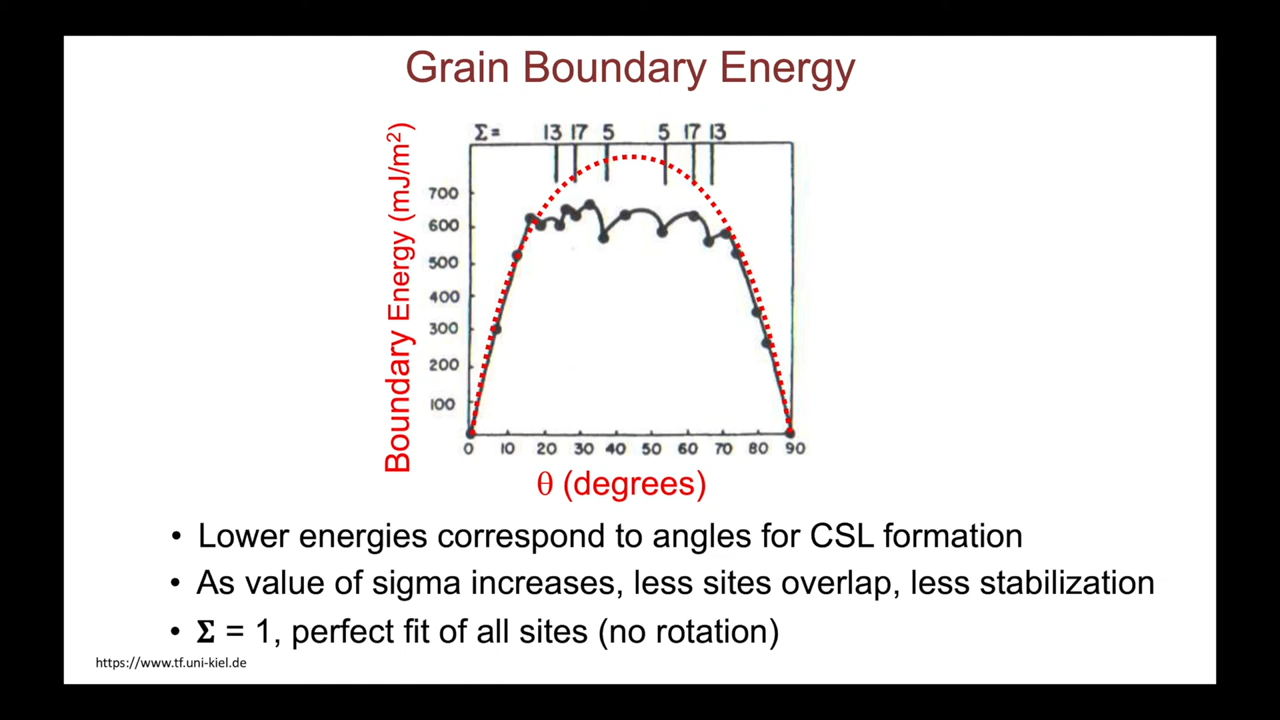 Grain Boundary Energy
Σ= 13 17 5 5 17 13
Boundary Energy (mJ/m²)
700
600
500
400
300
200
100
0 10 20 30 40 50 60 70 80 90
θ (degrees)
• Lower energies correspond to angles for CSL formation
• As value of sigma increases, less sites overlap, less stabilization
• Σ = 1, perfect fit of all sites (no rotation)
https://www.tf.uni-kiel.de